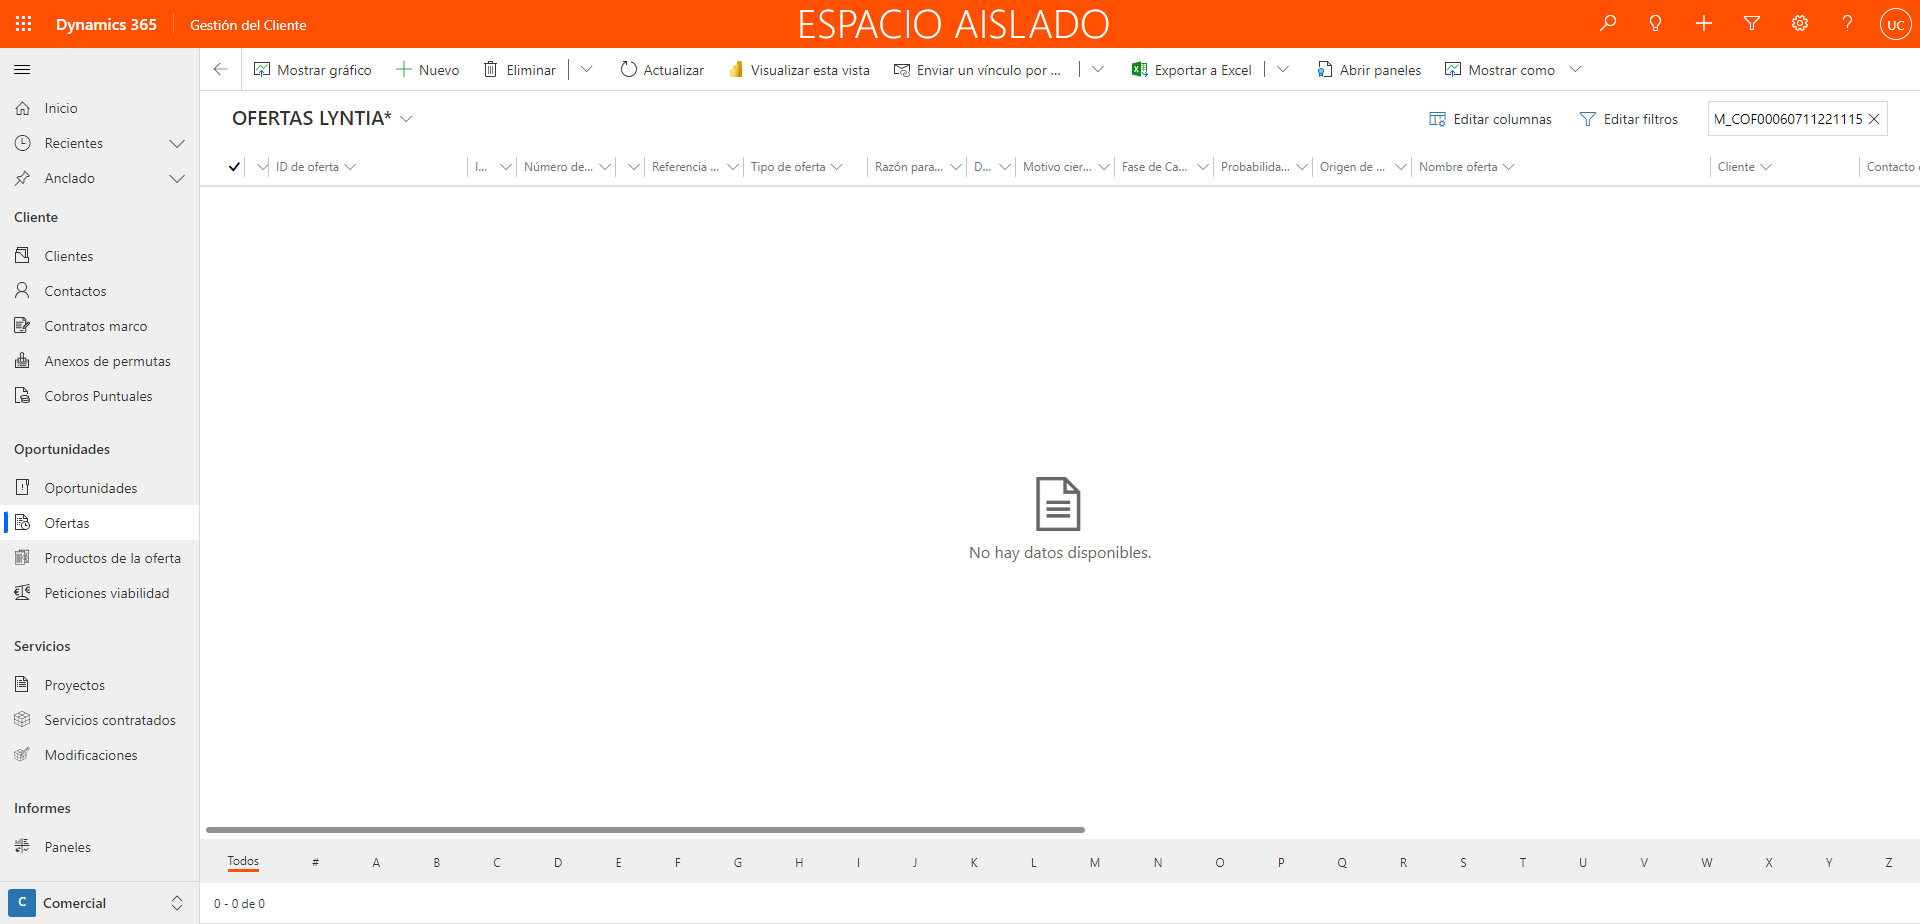 Dynamics 365
Gestión del Cliente
ESPACIO AISLADO
UC
Mostrar gráfico
Nuevo
Eliminar
Actualizar
Visualizar esta vista
Enviar un vínculo por ...
Exportar a Excel
Abrir paneles
Mostrar como
Inicio
Recientes
Anclado
Cliente
Clientes
Contactos
Contratos marco
Anexos de permutas
Cobros Puntuales
Oportunidades
Oportunidades
Ofertas
Productos de la oferta
Peticiones viabilidad
Servicios
Proyectos
Servicios contratados
Modificaciones
Informes
Paneles
C
Comercial
OFERTAS LYNTIA*
Editar columnas
Editar filtros
M_COF00060711221115
ID de oferta
I...
Número de...
Referencia ...
Tipo de oferta
Razón para...
D...
Motivo cier...
Fase de Ca...
Probabilida...
Origen de ...
Nombre oferta
Cliente
Contacto
No hay datos disponibles.
Todos # A B C D E F G H I J K L M N O P Q R S T U V W X Y Z
0 - 0 de 0